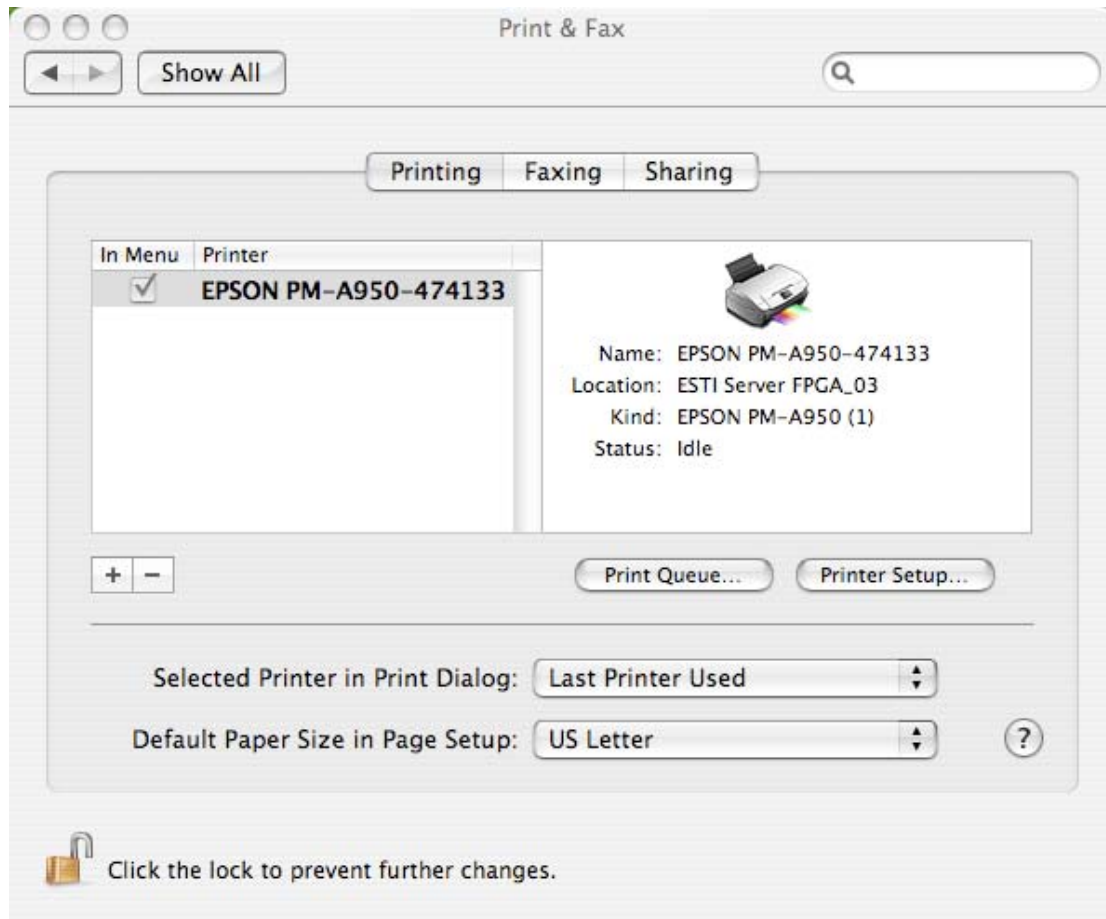 Print & Fax
Show All
Printing Faxing Sharing
In Menu Printer
EPSON PM-A950-474133
Name: EPSON PM-A950-474133
Location: ESTI Server FPGA_03
Kind: EPSON PM-A950 (1)
Status: Idle
+ −
Print Queue... Printer Setup...
Selected Printer in Print Dialog: Last Printer Used
Default Paper Size in Page Setup: US Letter ?
Click the lock to prevent further changes.